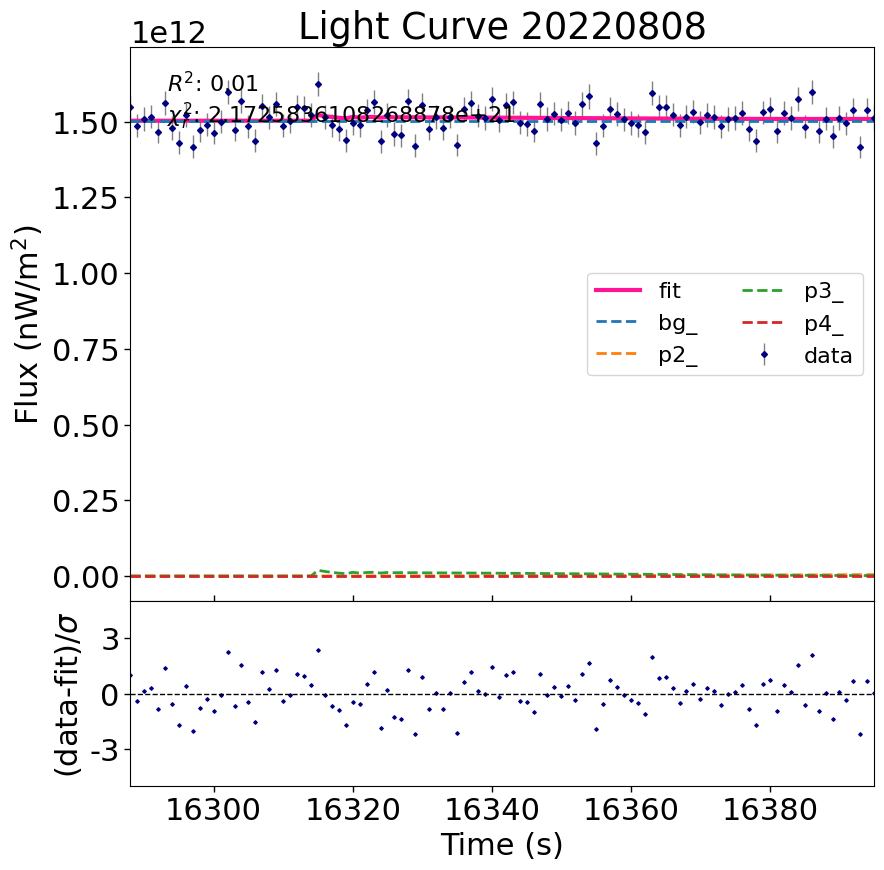 Light Curve 20220808
1e12
R²: 0.01
χ²ᵣ: 2.1725836108268878e+21
Flux (nW/m²)
1.50
1.25
1.00
0.75
0.50
0.25
0.00
fit
bg_
p2_
p3_
p4_
data
(data-fit)/σ
3
0
-3
16300 16320 16340 16360 16380
Time (s)